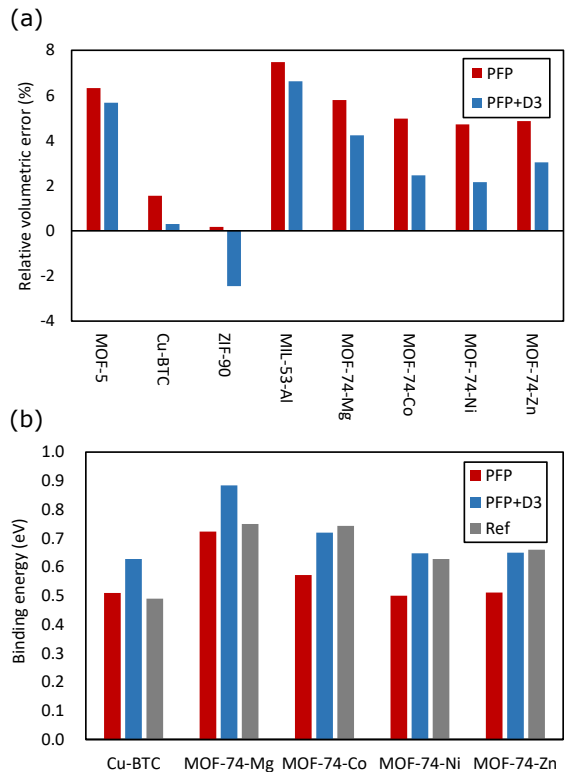 (a)
8
6
4
2
0
-2
-4
Relative volumetric error (%)
PFP
PFP+D3
MOF-5
Cu-BTC
ZIF-90
MIL-53-Al
MOF-74-Mg
MOF-74-Co
MOF-74-Ni
MOF-74-Zn
(b)
1.0
0.9
0.8
0.7
0.6
0.5
0.4
0.3
0.2
0.1
0.0
Binding energy (eV)
PFP
PFP+D3
Ref
Cu-BTC
MOF-74-Mg
MOF-74-Co
MOF-74-Ni
MOF-74-Zn